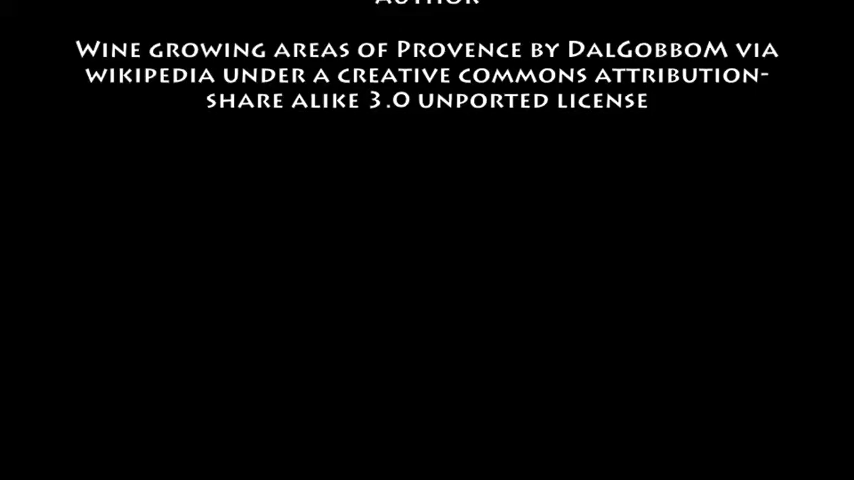 AUTHOR
WINE GROWING AREAS OF PROVENCE BY DALGOBBOM VIA
WIKIPEDIA UNDER A CREATIVE COMMONS ATTRIBUTION-
SHARE ALIKE 3.0 UNPORTED LICENSE